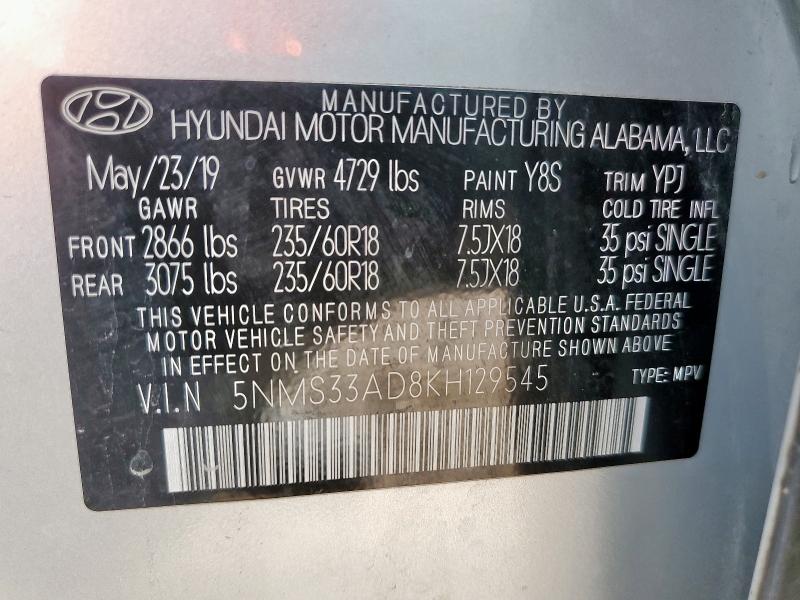 MANUFACTURED BY
HYUNDAI MOTOR MANUFACTURING ALABAMA, LLC
May/23/19 GVWR 4729 lbs PAINT Y8S TRIM YPJ
GAWR TIRES RIMS COLD TIRE INFL
FRONT 2866 lbs 235/60R18 7.5JX18 35 psi SINGLE
REAR 3075 lbs 235/60R18 7.5JX18 35 psi SINGLE
THIS VEHICLE CONFORMS TO ALL APPLICABLE U.S.A. FEDERAL
MOTOR VEHICLE SAFETY AND THEFT PREVENTION STANDARDS
IN EFFECT ON THE DATE OF MANUFACTURE SHOWN ABOVE
V.I.N 5NMS33AD8KH129545 TYPE: MPV